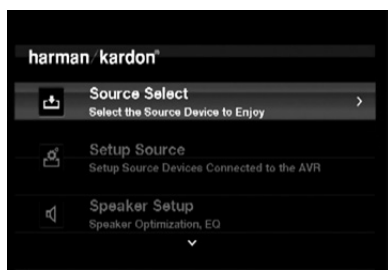 harman/kardon®
Source Select
Select the Source Device to Enjoy
Setup Source
Setup Source Devices Connected to the AVR
Speaker Setup
Speaker Optimization, EQ